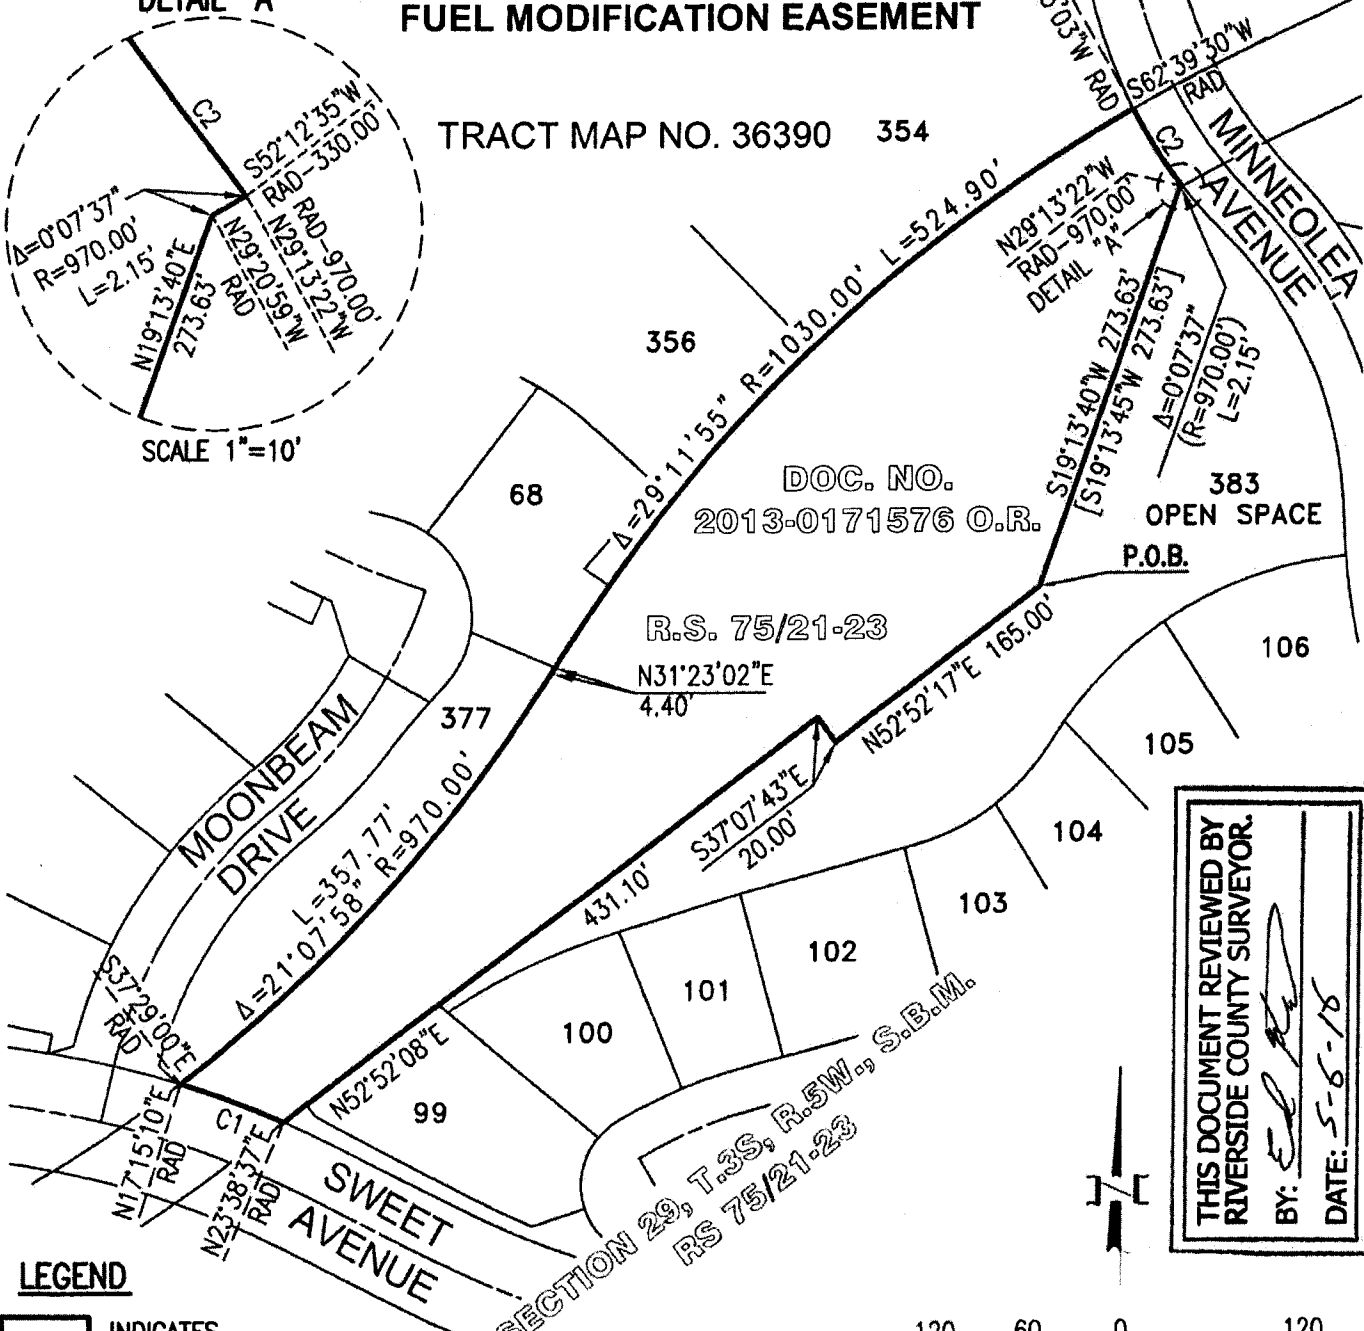 DETAIL "A"
FUEL MODIFICATION EASEMENT
TRACT MAP NO. 36390
354
C2
S52°12'35"W
RAD-330.00'
RAD-970.00'
N29°13'22"W
N29°20'59"W
RAD
Δ=0°07'37"
R=970.00'
L=2.15'
N19°13'40"E
273.63'
SCALE 1"=10'
03"W RAD
S62°39'30"W
RAD
C2
MINNEOLEA
AVENUE
N29°13'22"W
RAD-970.00'
DETAIL "A"
Δ=29°11'55" R=1030.00' L=524.90'
356
68
S19°13'40"W 273.63'
[S19°13'45"W 273.63']
Δ=0°07'37"
(R=970.00')
L=2.15'
383
OPEN SPACE
P.O.B.
DOC. NO.
2013-0171576 O.R.
R.S. 75/21-23
N31°23'02"E
4.40'
377
MOONBEAM
DRIVE
L=357.77'
Δ=21°07'58" R=970.00'
N52°52'17"E 165.00'
S37°07'43"E
20.00'
431.10'
N52°52'08"E
106
105
104
103
102
101
100
99
S37°29'00"E
RAD
N17°15'10"E
RAD
C1
N23°38'37"E
RAD
SWEET
AVENUE
SECTION 29, T.3S, R.5W., S.B.M.
RS 75/21-23
THIS DOCUMENT REVIEWED BY
RIVERSIDE COUNTY SURVEYOR.
BY:
DATE: 5-6-16
LEGEND
INDICATES
120 60 0 120